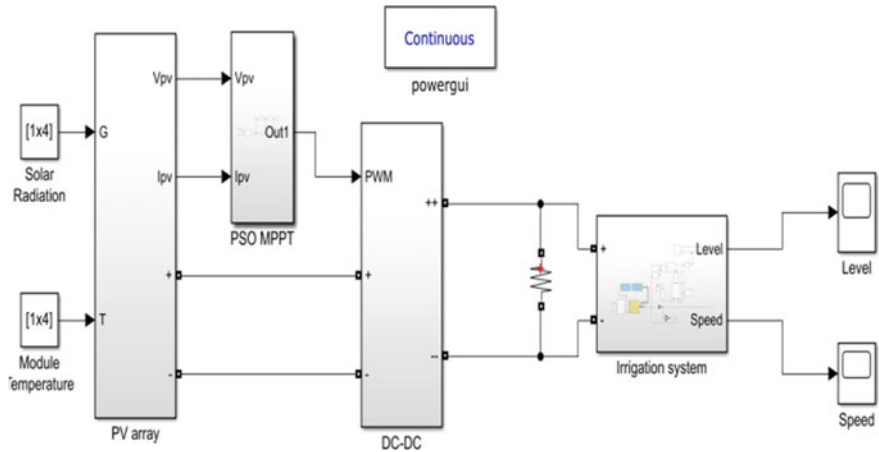 Continuous
powergui
[1x4]
Solar
Radiation
[1x4]
Module
Temperature
G
T
Vpv
Ipv
+
-
PV array
Vpv
Ipv
Out1
PSO MPPT
PWM
+
-
++
--
DC-DC
+
-
Level
Speed
Irrigation system
Level
Speed